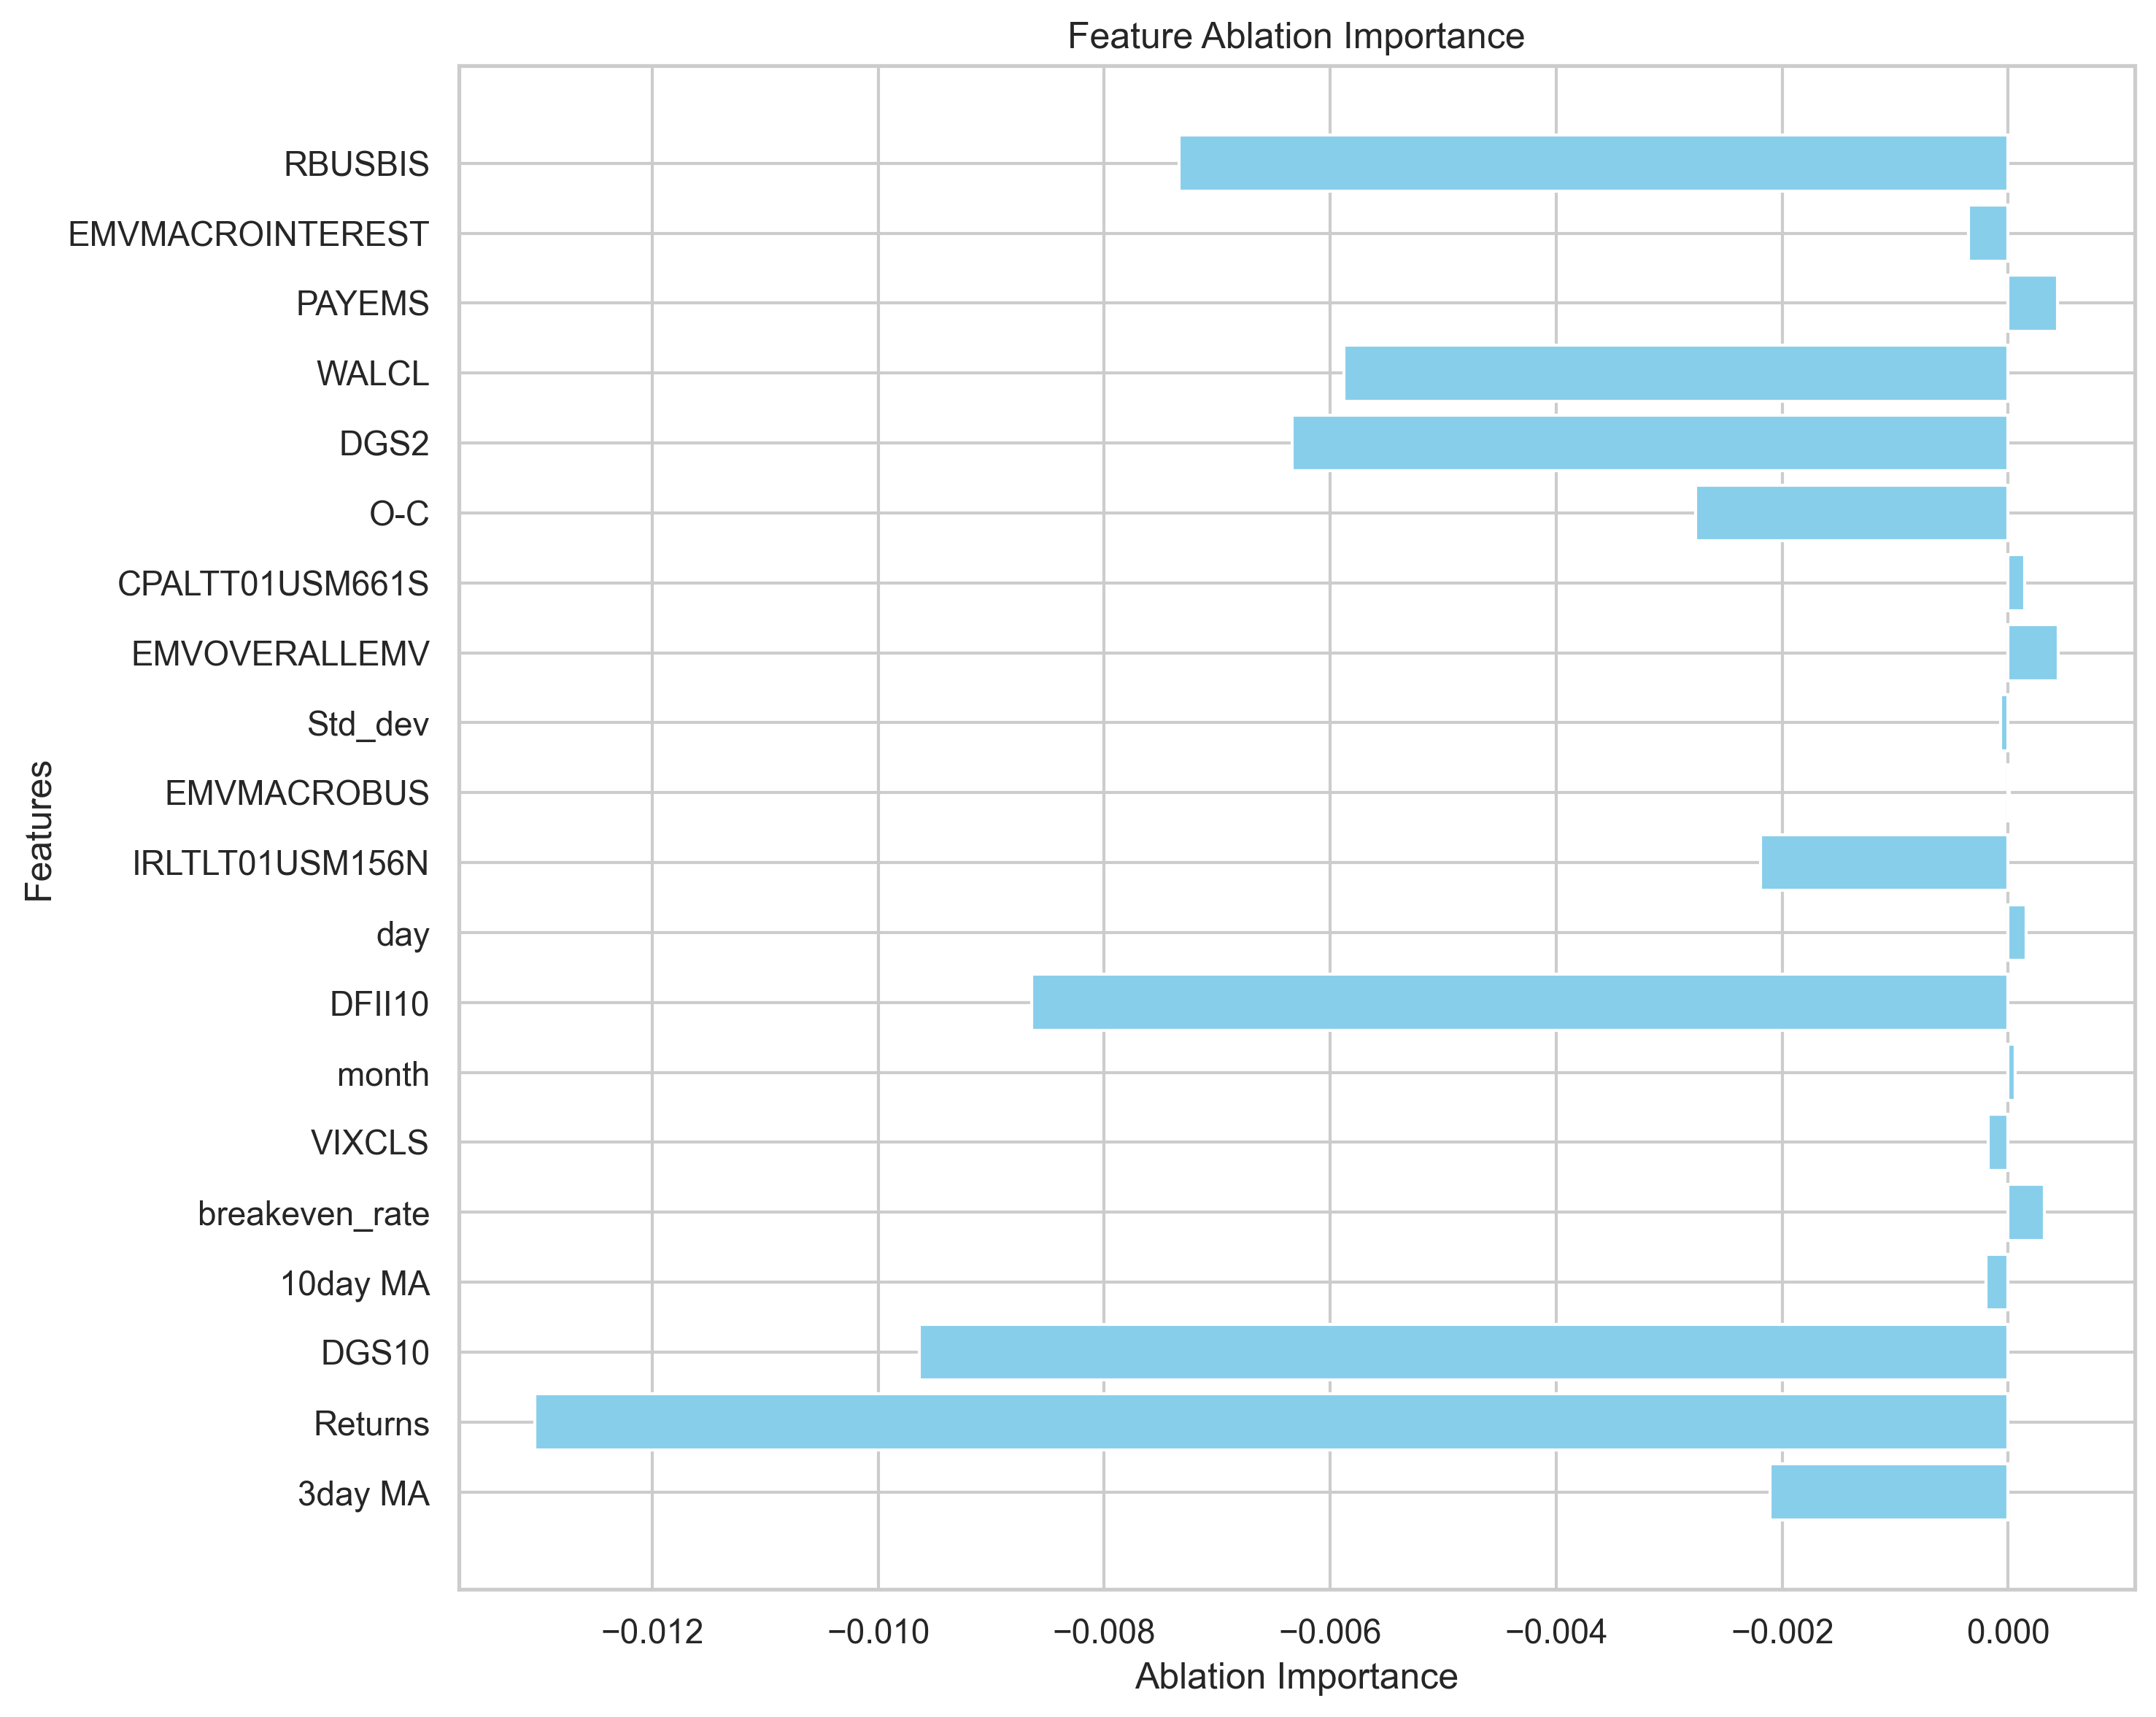 Feature Ablation Importance
RBUSBIS
EMVMACROINTEREST
PAYEMS
WALCL
DGS2
O-C
CPALTT01USM661S
EMVOVERALLEMV
Std_dev
EMVMACROBUS
IRLTLT01USM156N
day
DFII10
month
VIXCLS
breakeven_rate
10day MA
DGS10
Returns
3day MA
Features
−0.012 −0.010 −0.008 −0.006 −0.004 −0.002 0.000
Ablation Importance